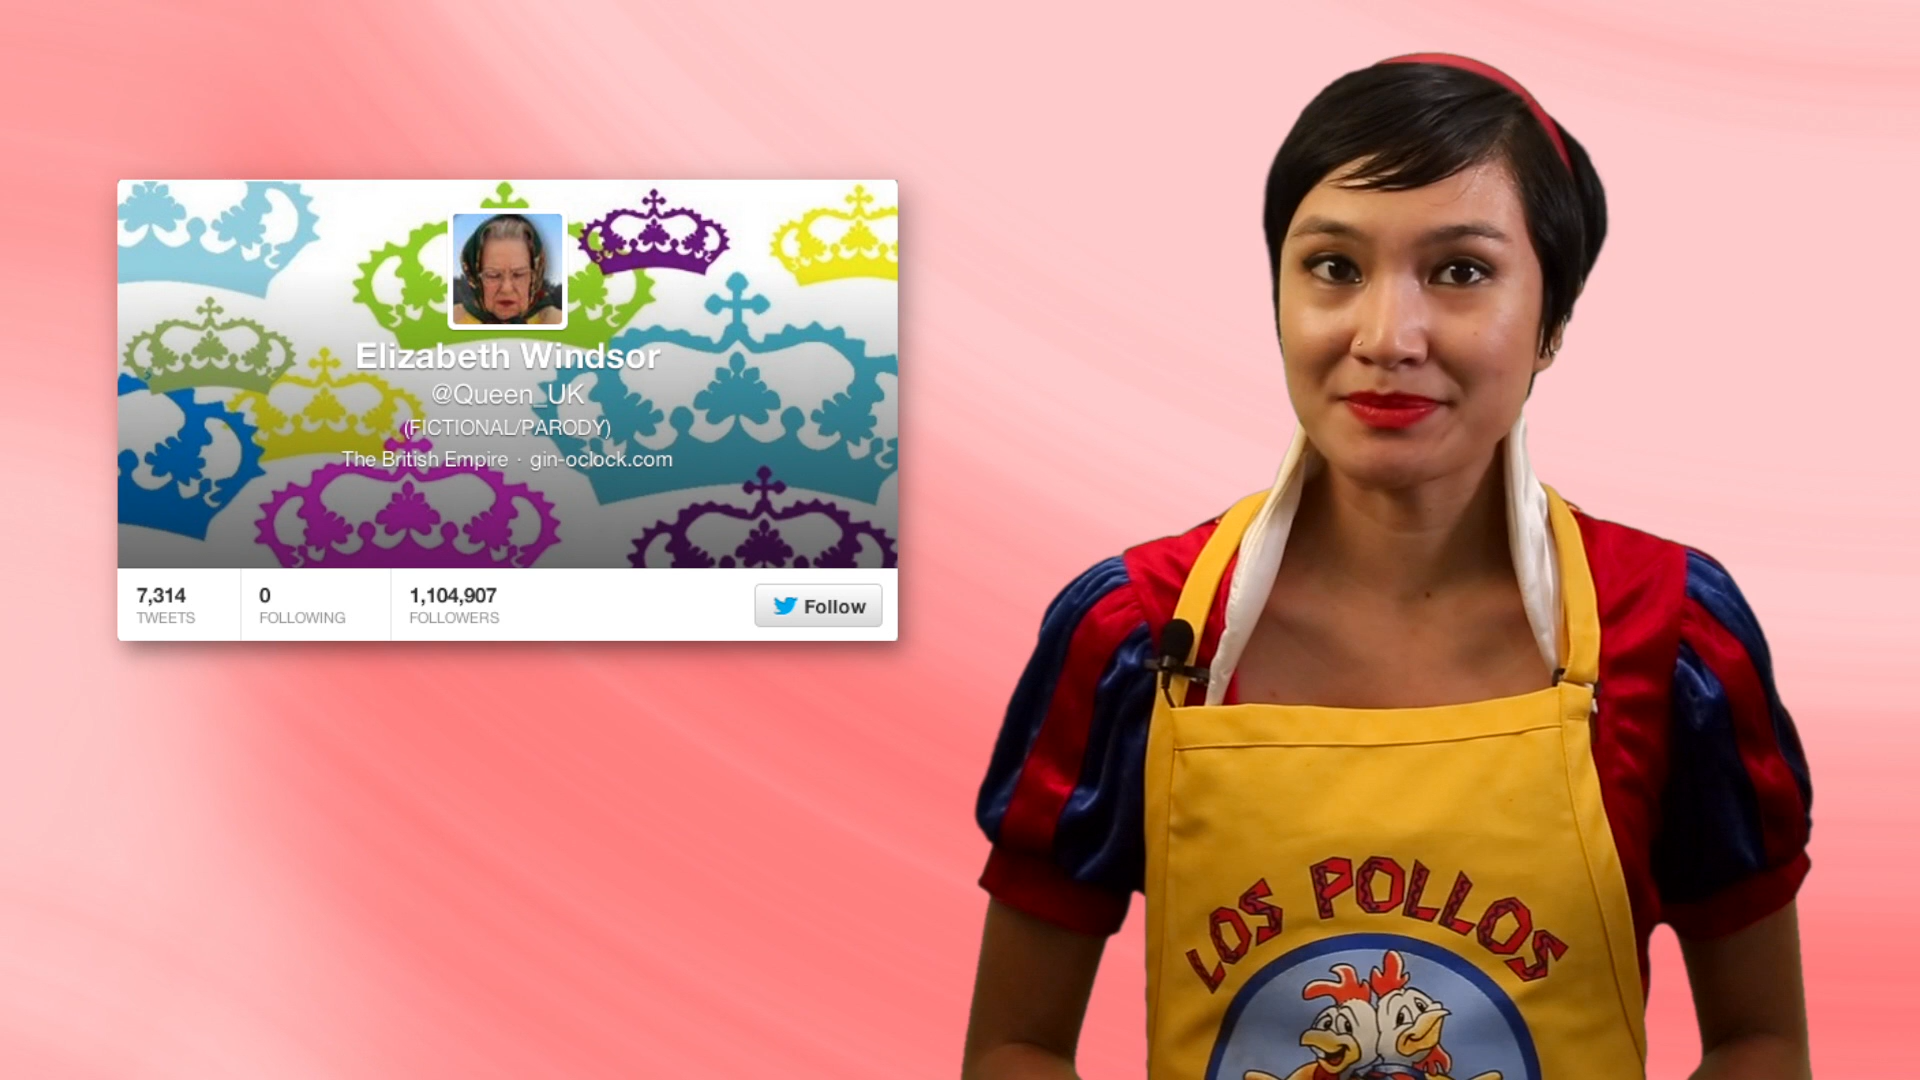 Elizabeth Windsor
@Queen_UK
(FICTIONAL/PARODY)
The British Empire · gin-oclock.com
7,314
TWEETS
0
FOLLOWING
1,104,907
FOLLOWERS
Follow
LOS POLLOS